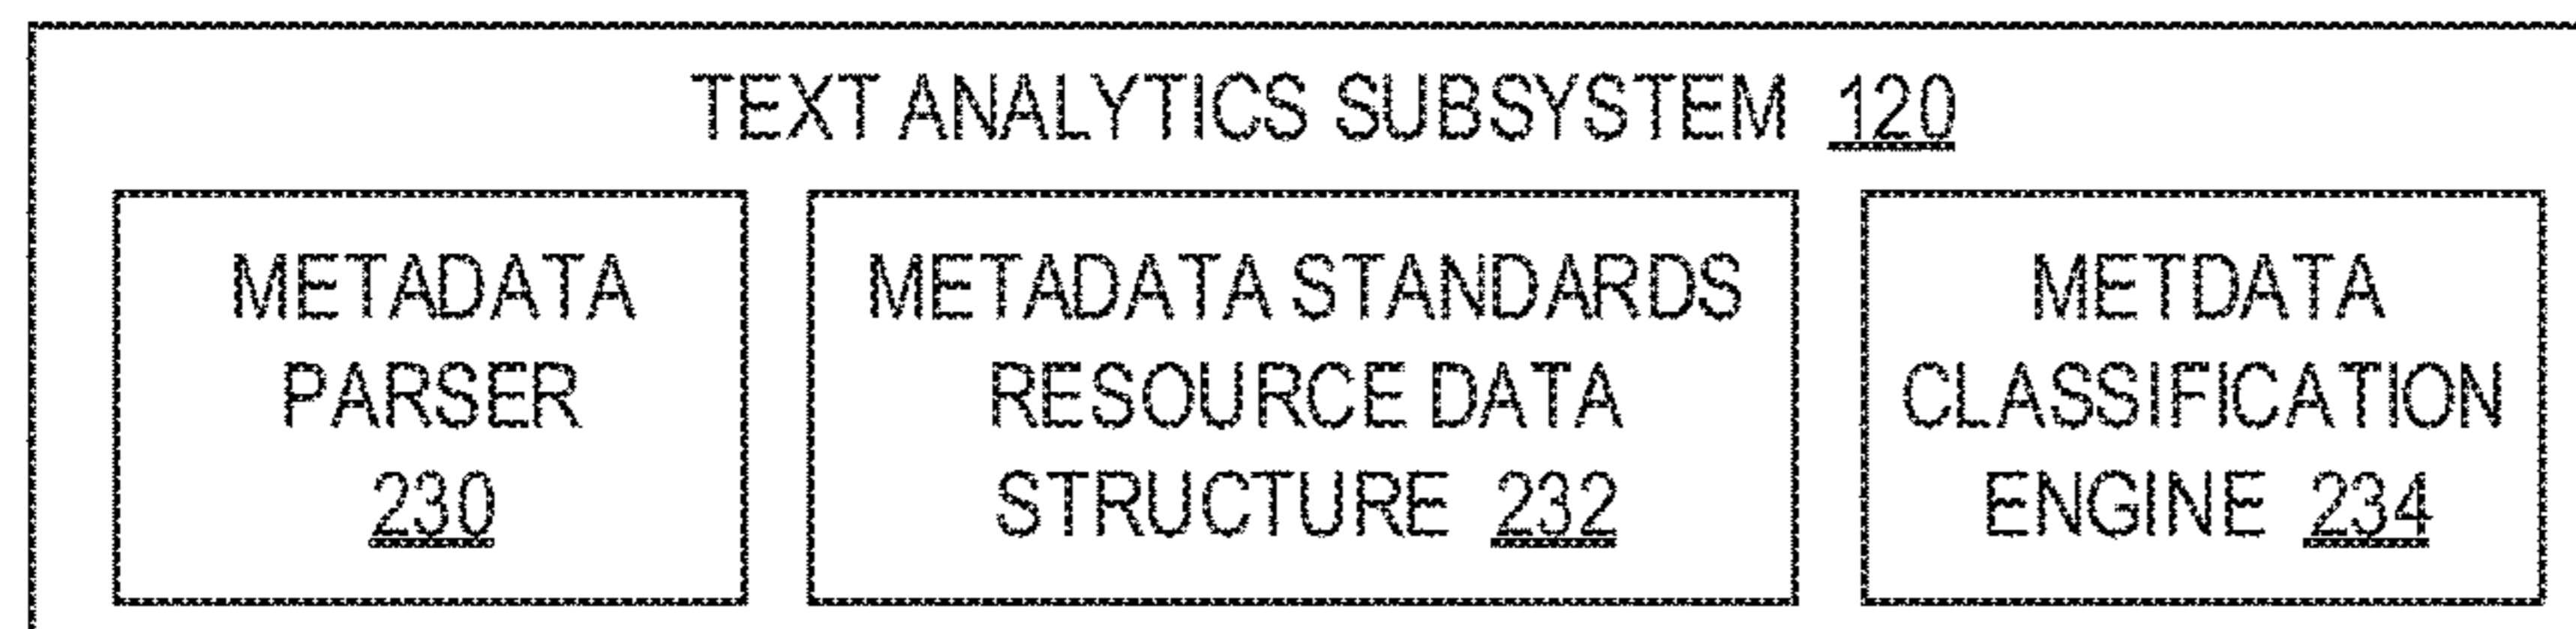 TEXT ANALYTICS SUBSYSTEM 120
METADATA
PARSER
230
METADATA STANDARDS
RESOURCE DATA
STRUCTURE 232
METDATA
CLASSIFICATION
ENGINE 234